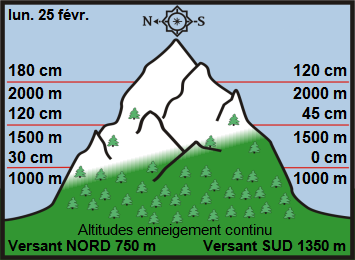 lun. 25 févr.
N S
180 cm 120 cm
2000 m 2000 m
120 cm 45 cm
1500 m 1500 m
30 cm 0 cm
1000 m 1000 m
Altitudes enneigement continu
Versant NORD 750 m Versant SUD 1350 m